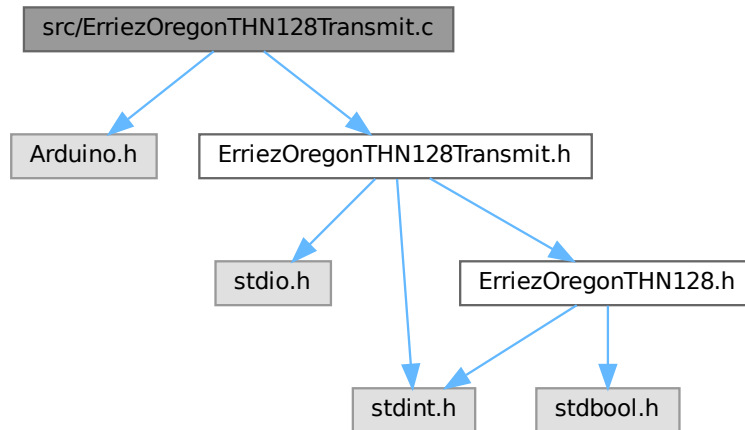 src/ErriezOregonTHN128Transmit.c
Arduino.h
ErriezOregonTHN128Transmit.h
stdio.h
ErriezOregonTHN128.h
stdint.h
stdbool.h